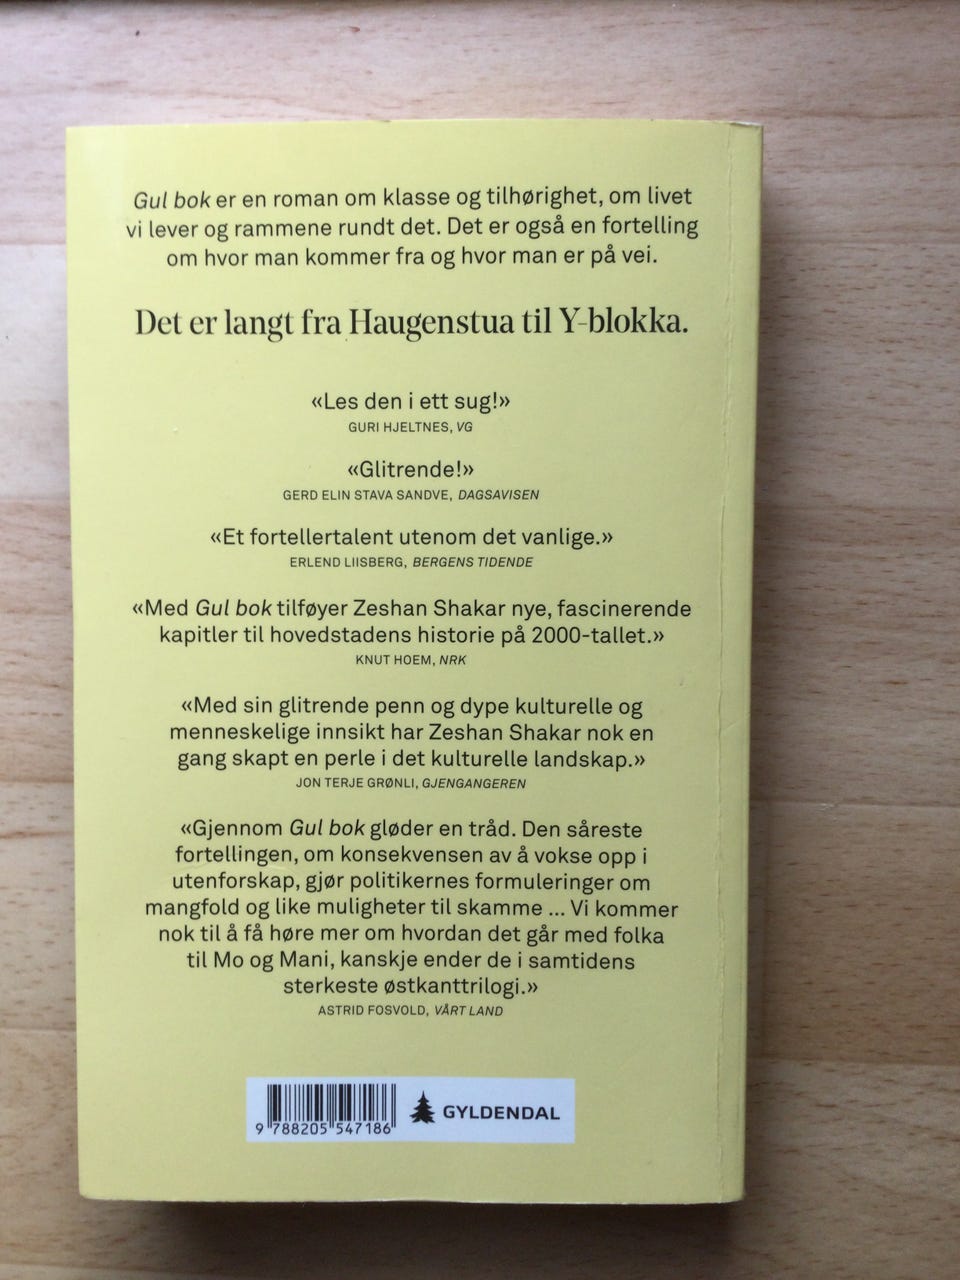 Gul bok er en roman om klasse og tilhørighet, om livet
vi lever og rammene rundt det. Det er også en fortelling
om hvor man kommer fra og hvor man er på vei.
Det er langt fra Haugenstua til Y-blokka.
«Les den i ett sug!»
GURI HJELTNES, VG
«Glitrende!»
GERD ELIN STAVA SANDVE, DAGSAVISEN
«Et fortellertalent utenom det vanlige.»
ERLEND LIISBERG, BERGENS TIDENDE
«Med Gul bok tilføyer Zeshan Shakar nye, fascinerende
kapitler til hovedstadens historie på 2000-tallet.»
KNUT HOEM, NRK
«Med sin glitrende penn og dype kulturelle og
menneskelige innsikt har Zeshan Shakar nok en
gang skapt en perle i det kulturelle landskap.»
JON TERJE GRØNLI, GJENGANGEREN
«Gjennom Gul bok gløder en tråd. Den såreste
fortellingen, om konsekvensen av å vokse opp i
utenforskap, gjør politikernes formuleringer om
mangfold og like muligheter til skamme ... Vi kommer
nok til å få høre mer om hvordan det går med folka
til Mo og Mani, kanskje ender de i samtidens
sterkeste østkanttrilogi.»
ASTRID FOSVOLD, VÅRT LAND
GYLDENDAL
9 788205 547186